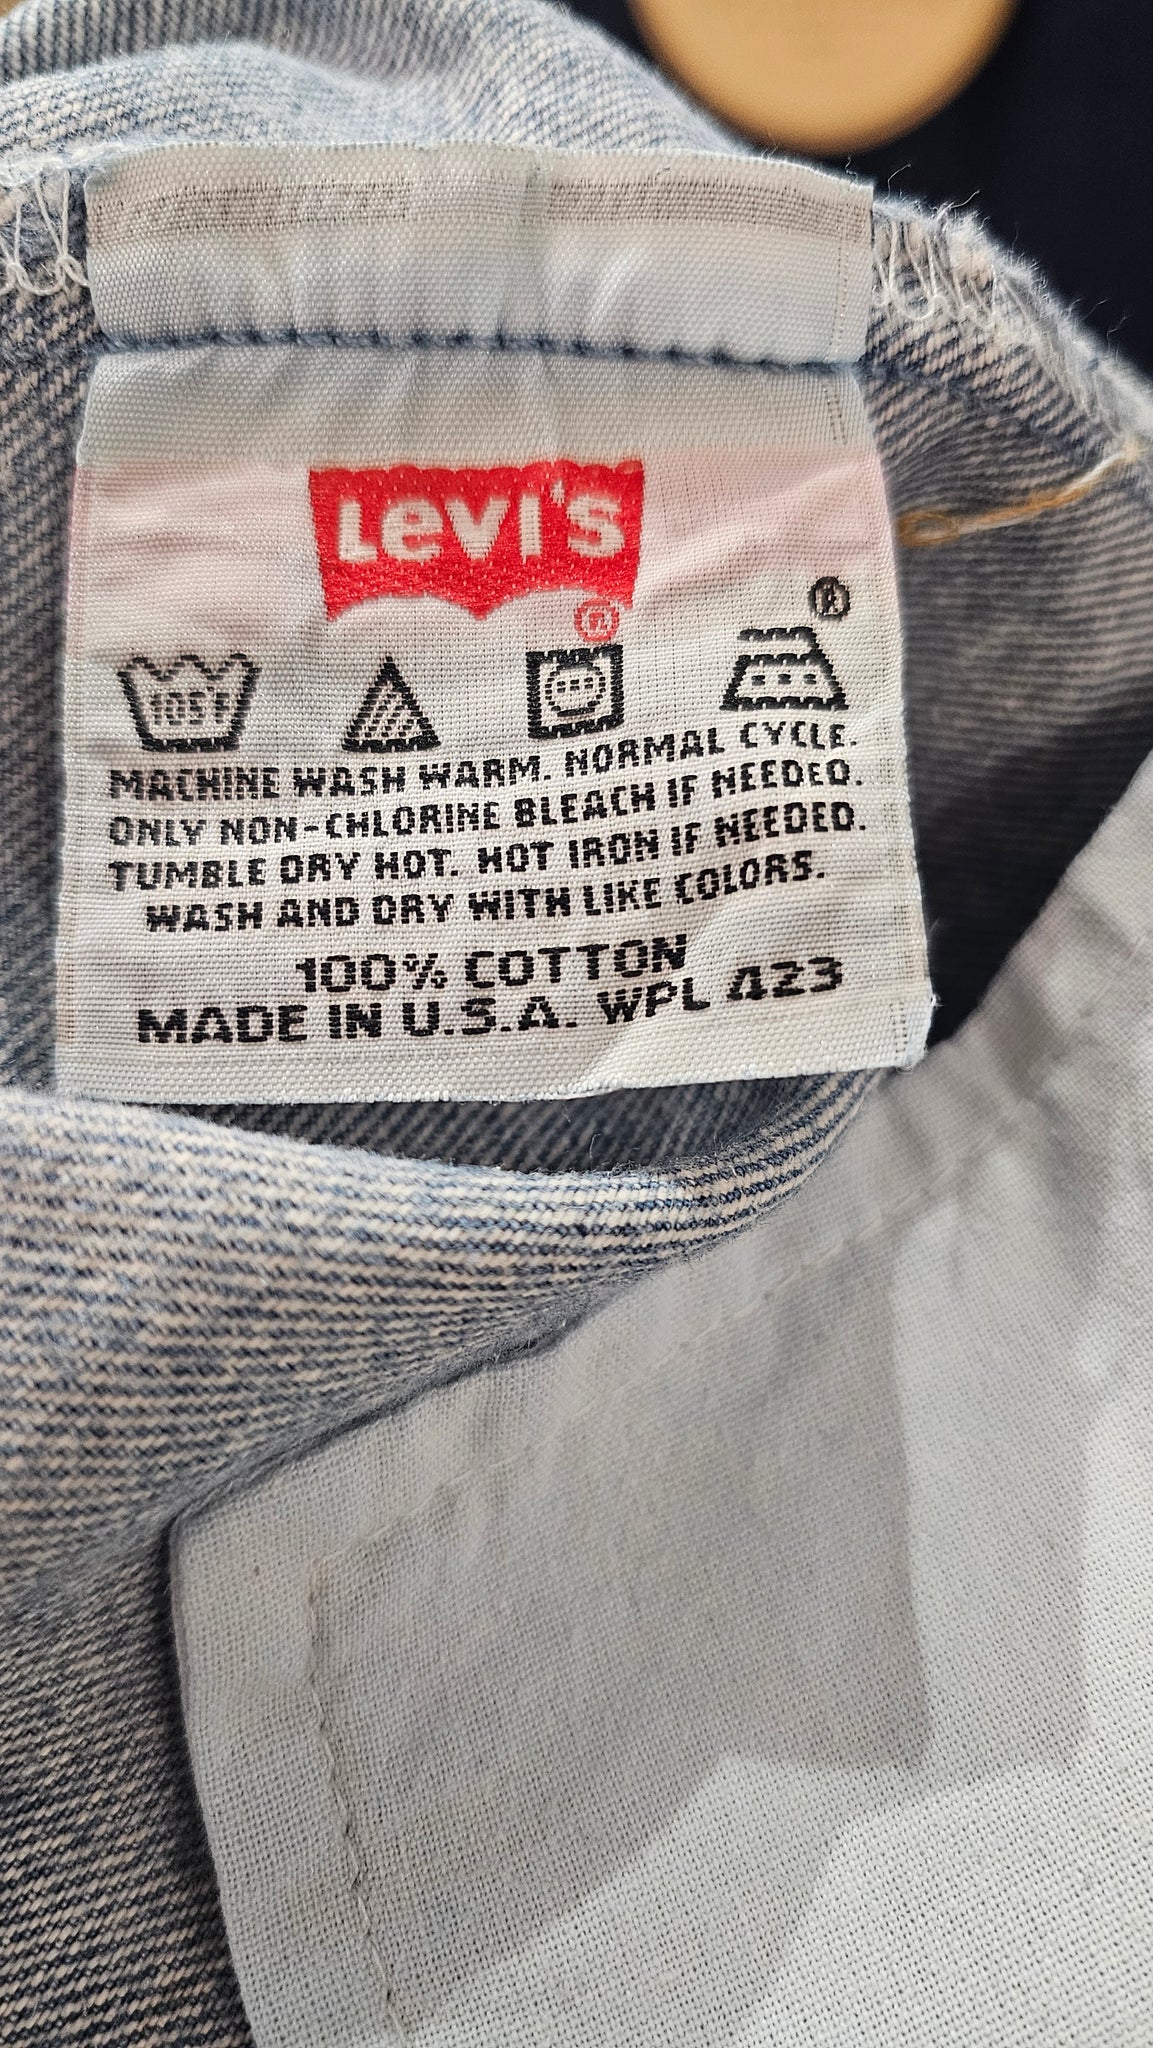 Levi's
®
®
105°F
MACHINE WASH WARM. NORMAL CYCLE.
ONLY NON-CHLORINE BLEACH IF NEEDED.
TUMBLE DRY HOT. HOT IRON IF NEEDED.
WASH AND DRY WITH LIKE COLORS.
100% COTTON
MADE IN U.S.A. WPL 423